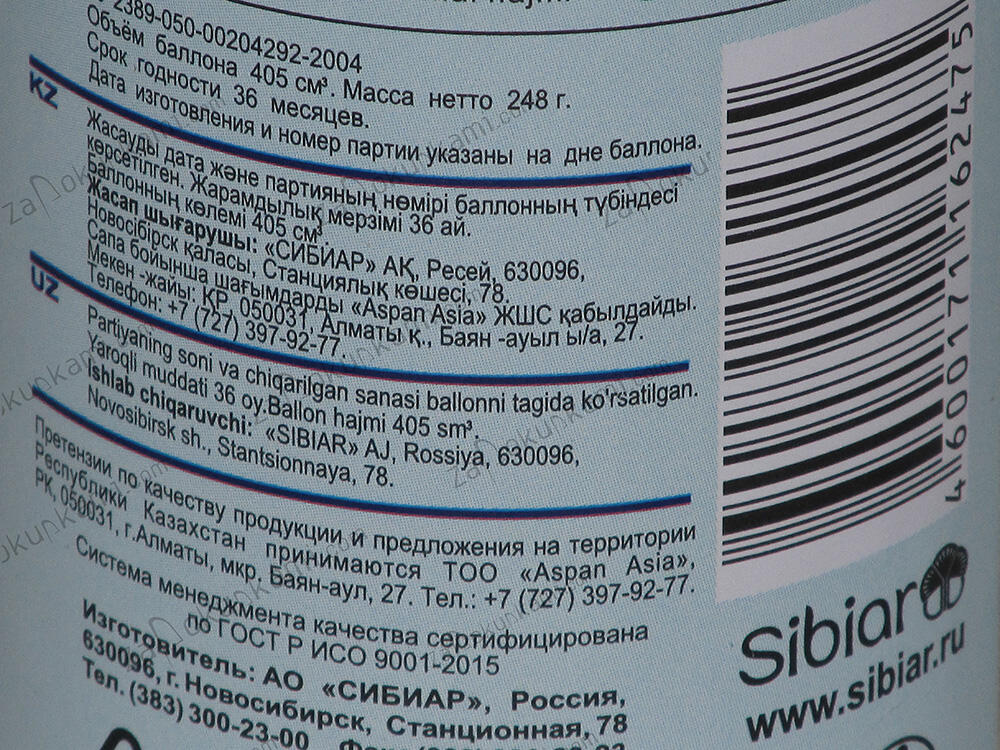 2389-050-00204292-2004
Объём баллона 405 см³. Масса нетто 248 г.
Срок годности 36 месяцев.
Дата изготовления и номер партии указаны на дне баллона.
KZ
Жасауды дата және партияның нөмірі баллонның түбіндесі
көрсетілген. Жарамдылық мерзімі 36 ай.
Баллонның көлемі 405 см³.
Жасап шығарушы: «СИБИАР» АҚ, Ресей, 630096,
Новосібірск қаласы, Станциялық көшесі, 78.
Сапа бойынша шағымдарды «Aspan Asia» ЖШС қабылдайды.
Мекен -жайы: ҚР, 050031, Алматы қ., Баян -ауыл ы/а, 27.
Телефон: +7 (727) 397-92-77.
UZ
Partiyaning soni va chiqarilgan sanasi ballonni tagida ko'rsatilgan.
Yaroqli muddati 36 oy.Ballon hajmi 405 sm³.
Ishlab chiqaruvchi: «SIBIAR» AJ, Rossiya, 630096,
Novosibirsk sh., Stantsionnaya, 78.
Претензии по качеству продукции и предложения на территории
Республики Казахстан принимаются ТОО «Aspan Asia»,
РК, 050031, г.Алматы, мкр. Баян-аул, 27. Тел.: +7 (727) 397-92-77.
Система менеджмента качества сертифицирована
по ГОСТ Р ИСО 9001-2015
Изготовитель: АО «СИБИАР», Россия,
630096, г. Новосибирск, Станционная, 78
Тел. (383) 300-23-00
4 600171 162475
Sibiar
www.sibiar.ru